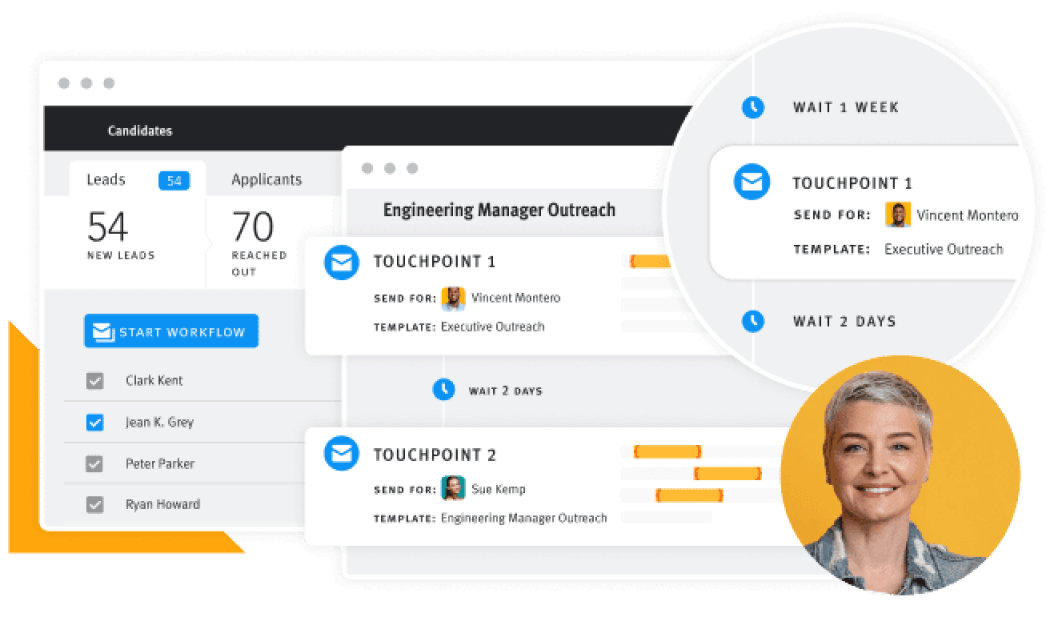 Candidates
Leads 54
54
NEW LEADS
Applicants
70
REACHED
OUT
START WORKFLOW
Clark Kent
Jean K. Grey
Peter Parker
Ryan Howard
Engineering Manager Outreach
TOUCHPOINT 1
SEND FOR: Vincent Montero
TEMPLATE: Executive Outreach
WAIT 2 DAYS
TOUCHPOINT 2
SEND FOR: Sue Kemp
TEMPLATE: Engineering Manager Outreach
WAIT 1 WEEK
TOUCHPOINT 1
SEND FOR: Vincent Montero
TEMPLATE: Executive Outreach
WAIT 2 DAYS